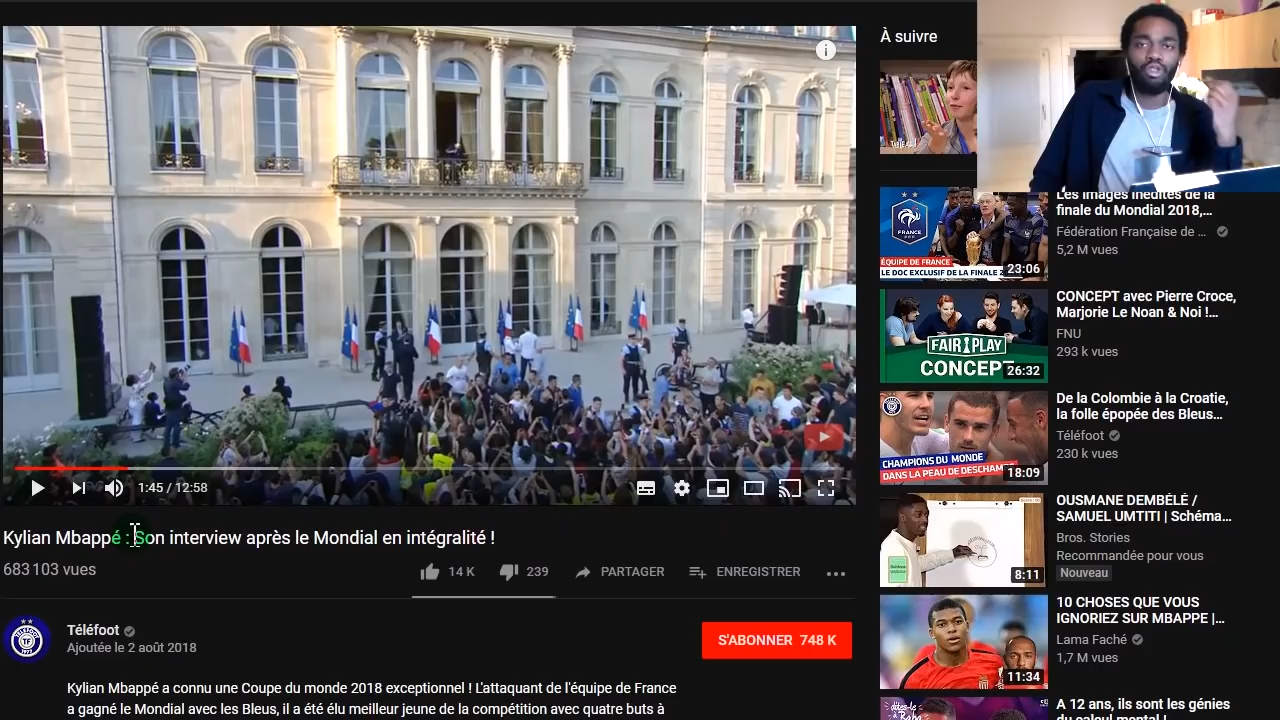 À suivre
Les images inédites de la
finale du Mondial 2018,...
Fédération Française de ...
5,2 M vues
FRANCE
ÉQUIPE DE FRANCE
LE DOC EXCLUSIF DE LA FINALE 2
23:06
CONCEPT avec Pierre Croce,
Marjorie Le Noan & Noi !...
FNU
293 k vues
FAIR PLAY
CONCEPT
26:32
De la Colombie à la Croatie,
la folle épopée des Bleus...
Téléfoot
230 k vues
CHAMPIONS DU MONDE
DANS LA PEAU DE DESCHAM
18:09
OUSMANE DEMBÉLÉ /
SAMUEL UMTITI | Schéma...
Bros. Stories
Recommandée pour vous
Nouveau
8:11
10 CHOSES QUE VOUS
IGNORIEZ SUR MBAPPE |...
Lama Faché
1,7 M vues
11:34
A 12 ans, ils sont les génies
du calcul mental !
1:45 / 12:58
Kylian Mbappé : Son interview après le Mondial en intégralité !
683 103 vues
14 K
239
PARTAGER
ENREGISTRER
Téléfoot
Ajoutée le 2 août 2018
S'ABONNER 748 K
Kylian Mbappé a connu une Coupe du monde 2018 exceptionnel ! L'attaquant de l'équipe de France
a gagné le Mondial avec les Bleus, il a été élu meilleur jeune de la compétition avec quatre buts à